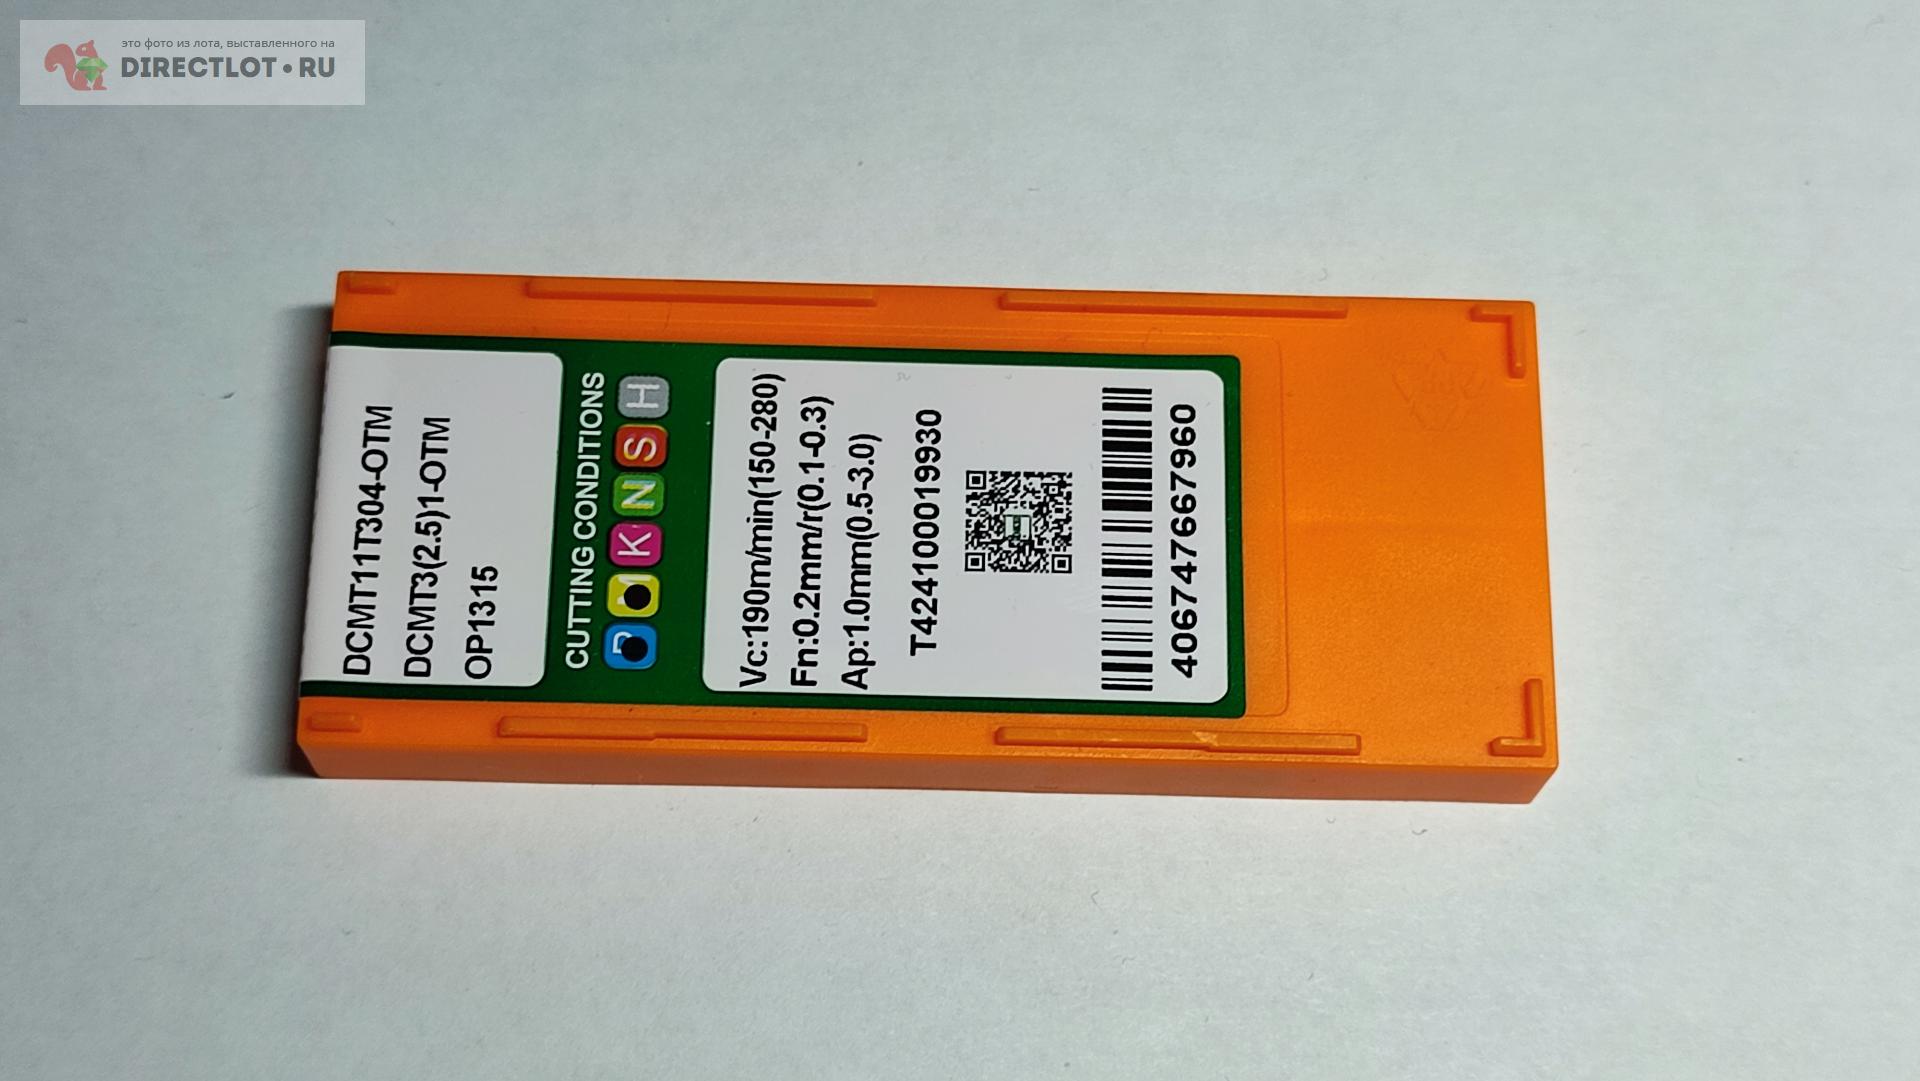 это фото из лота, выставленного на
DIRECTLOT•RU
DCMT11T304-OTM
DCMT3(2.5)1-OTM
OP1315
CUTTING CONDITIONS
P M K N S H
Vc:190m/min(150-280)
Fn:0.2mm/r(0.1-0.3)
Ap:1.0mm(0.5-3.0)
T424100019930
4067476667960